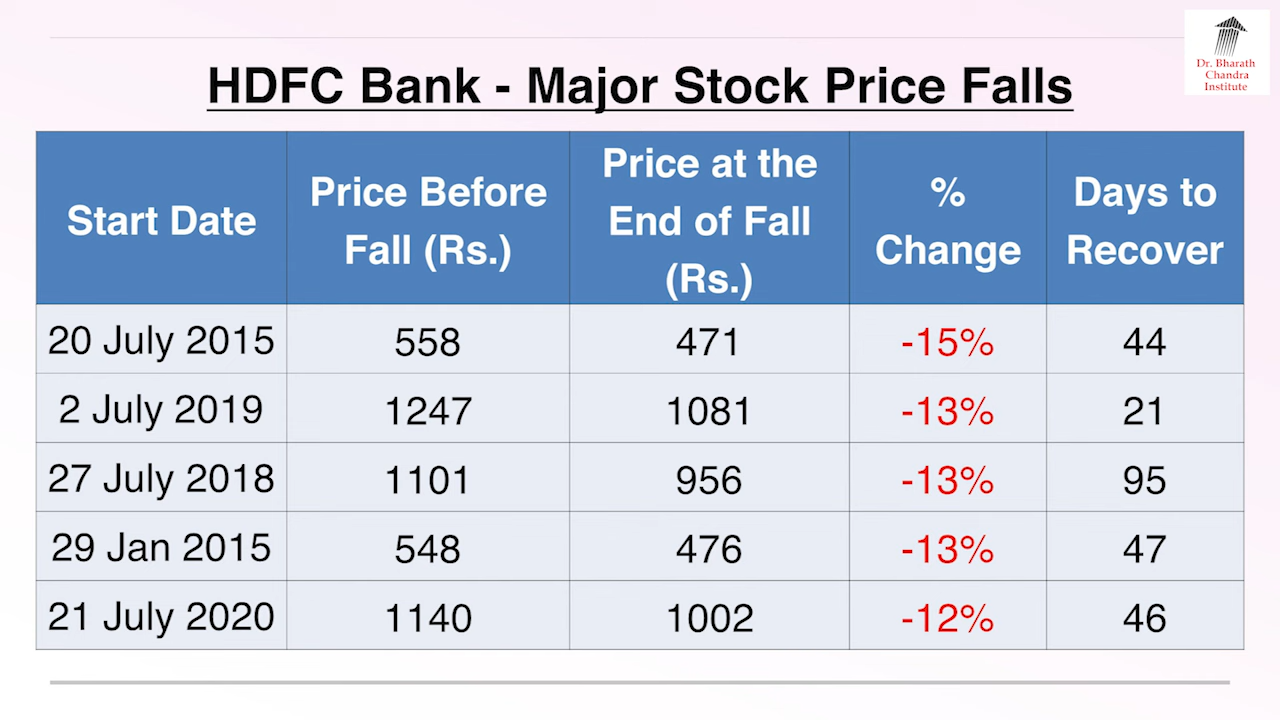 Dr. Bharath
Chandra
Institute
HDFC Bank - Major Stock Price Falls
Start Date
Price Before
Fall (Rs.)
Price at the
End of Fall
(Rs.)
%
Change
Days to
Recover
20 July 2015 558 471 -15% 44
2 July 2019 1247 1081 -13% 21
27 July 2018 1101 956 -13% 95
29 Jan 2015 548 476 -13% 47
21 July 2020 1140 1002 -12% 46